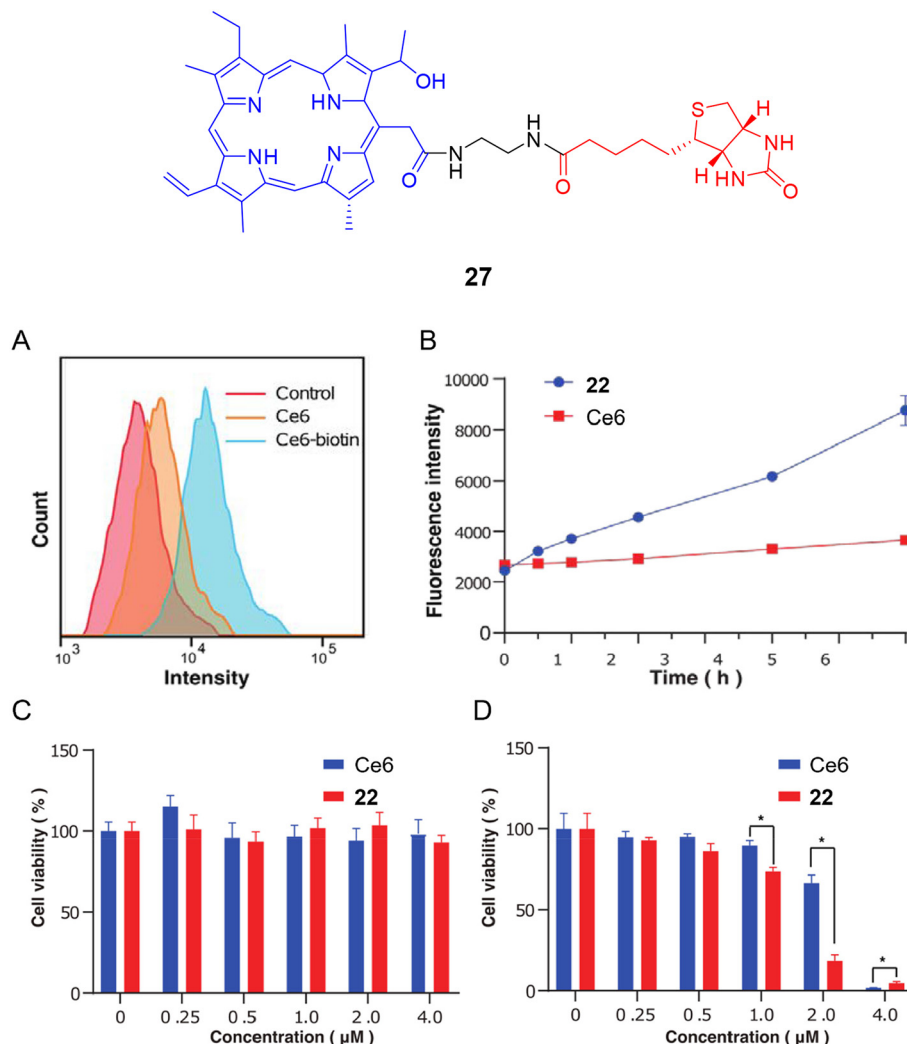 N
HN
OH
NH
N
H
N
O
N
H
H
N
O
S
H
H
NH
HN
O
27
A
Count
10³
10⁴
10⁵
Intensity
Control
Ce6
Ce6-biotin
B
Fluorescence intensity
10000
8000
6000
4000
2000
0
22
Ce6
0
1
2
3
4
5
6
Time ( h )
C
Cell viability ( % )
150
100
50
0
Ce6
22
0
0 .25
0.5
1.0
2.0
4.0
Concentration ( μM )
D
Cell viability ( % )
150
100
50
0
Ce6
22
*
*
*
0
0 .25
0.5
1.0
2.0
4.0
Concentration ( μM )